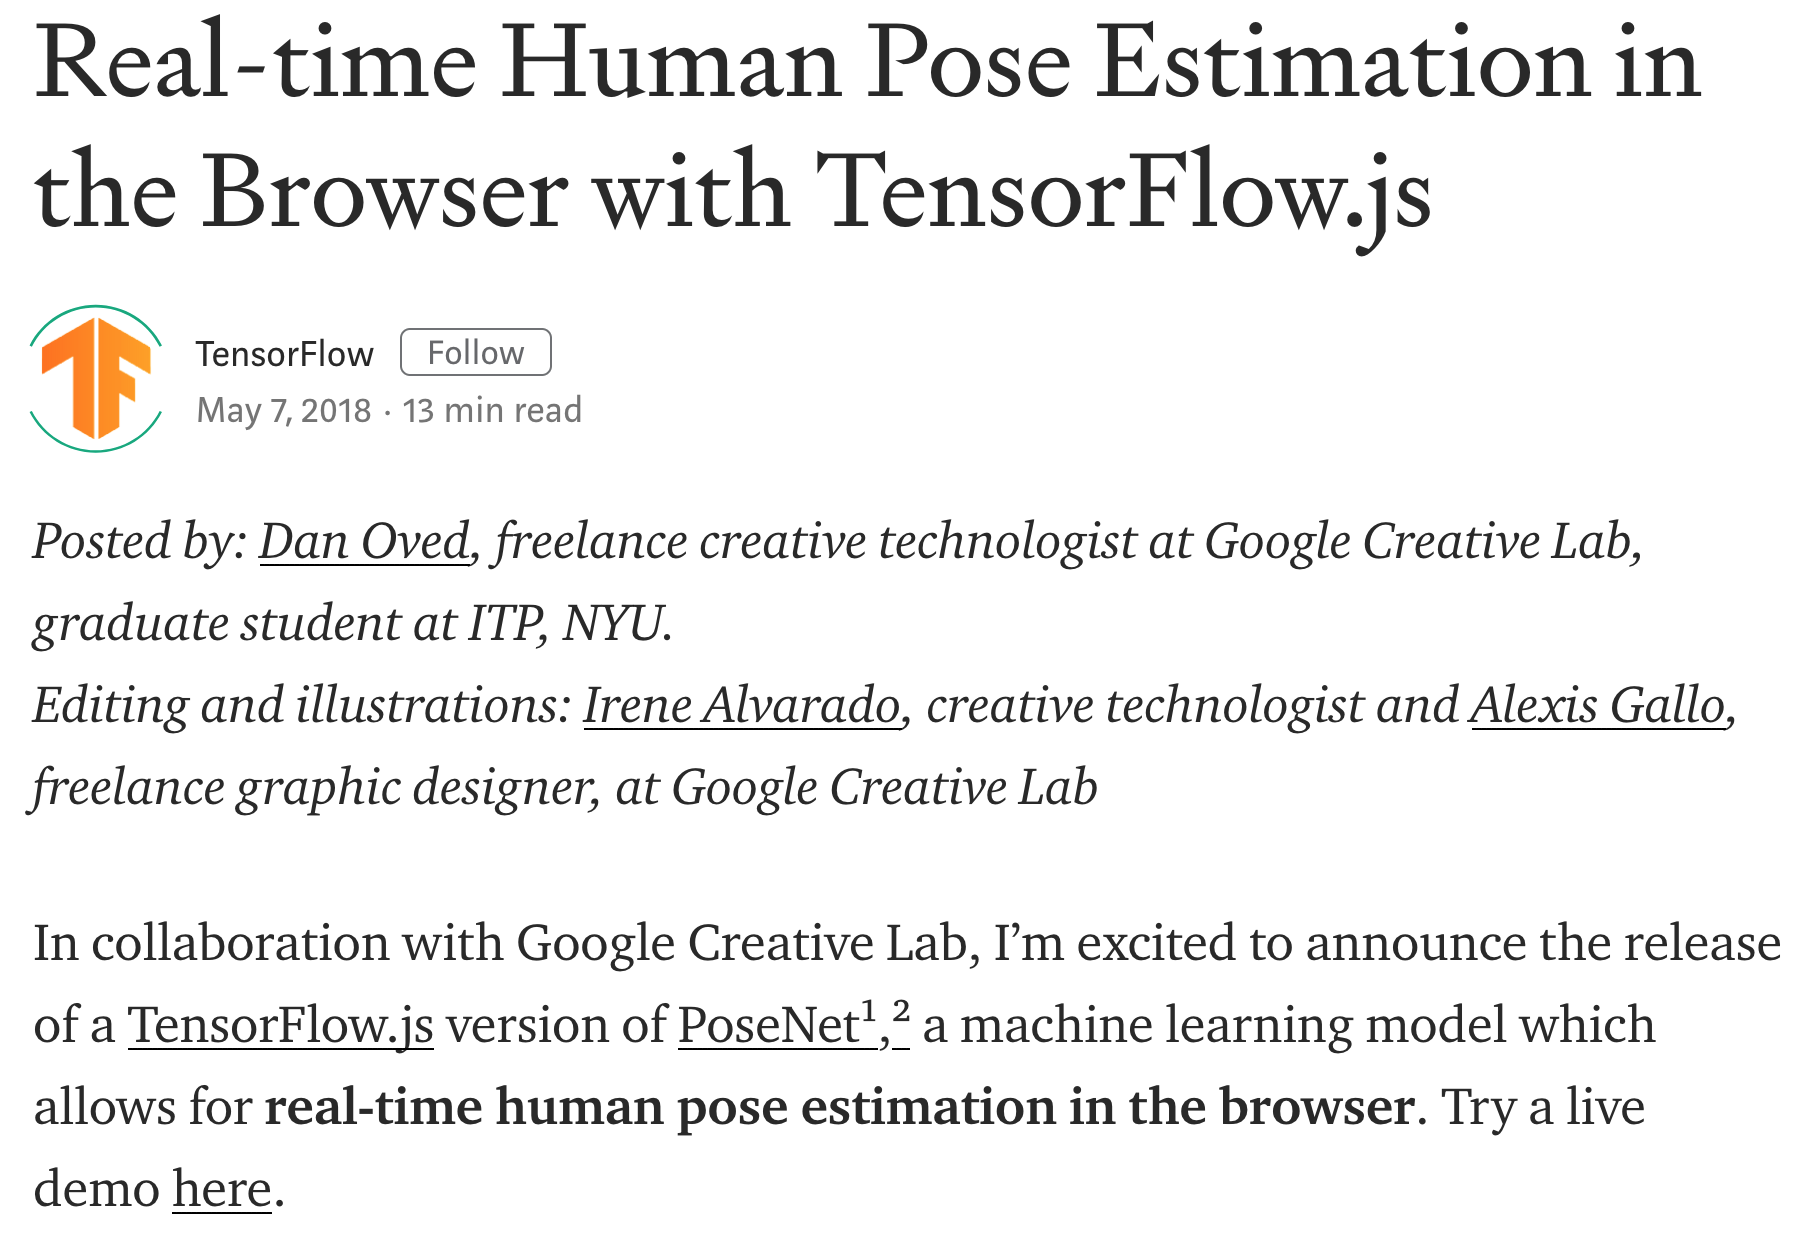 Real-time Human Pose Estimation in
the Browser with TensorFlow.js
TensorFlow Follow
May 7, 2018 · 13 min read
Posted by: Dan Oved, freelance creative technologist at Google Creative Lab,
graduate student at ITP, NYU.
Editing and illustrations: Irene Alvarado, creative technologist and Alexis Gallo,
freelance graphic designer, at Google Creative Lab
In collaboration with Google Creative Lab, I’m excited to announce the release
of a TensorFlow.js version of PoseNet¹,² a machine learning model which
allows for real-time human pose estimation in the browser. Try a live
demo here.